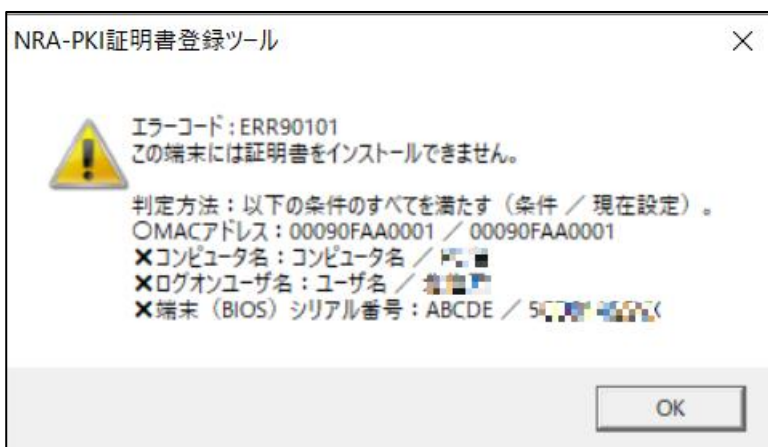 NRA-PKI証明書登録ツール
エラーコード:ERR90101
この端末には証明書をインストールできません。
判定方法:以下の条件のすべてを満たす(条件 / 現在設定)。
○MACアドレス:00090FAA0001 / 00090FAA0001
×コンピュータ名:コンピュータ名 /
×ログオンユーザ名:ユーザ名 /
×端末(BIOS)シリアル番号:ABCDE /
OK